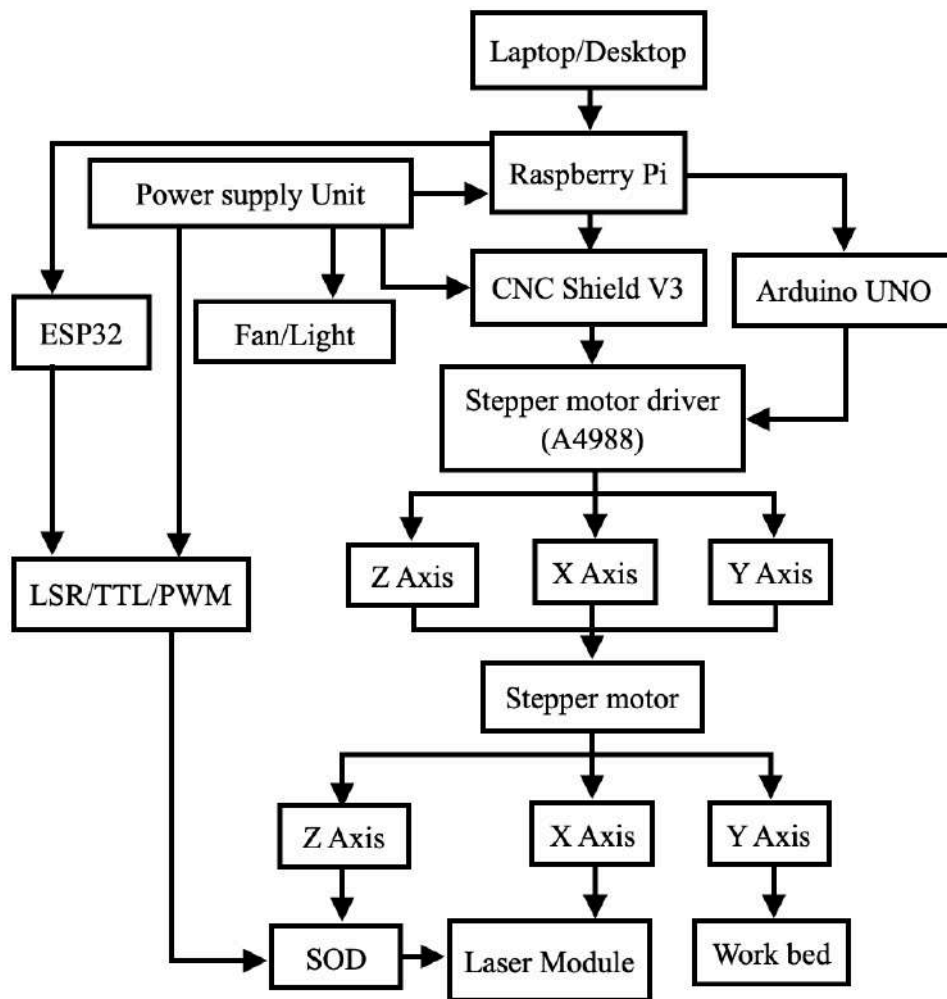 Laptop/Desktop
Raspberry Pi
Power supply Unit
CNC Shield V3
Arduino UNO
ESP32
Fan/Light
Stepper motor driver
(A4988)
Z Axis
X Axis
Y Axis
LSR/TTL/PWM
Stepper motor
Z Axis
X Axis
Y Axis
SOD
Laser Module
Work bed